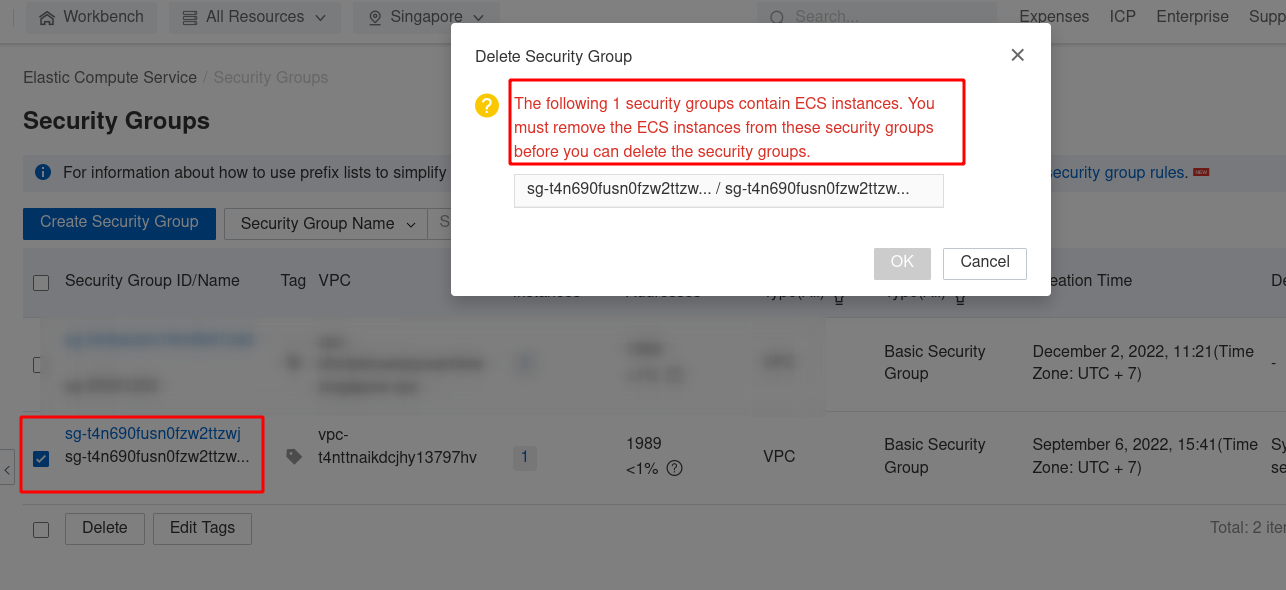 Workbench
All Resources
Singapore
Search...
Expenses ICP Enterprise Supp
Elastic Compute Service / Security Groups
Security Groups
Delete Security Group
The following 1 security groups contain ECS instances. You
must remove the ECS instances from these security groups
before you can delete the security groups.
sg-t4n690fusn0fzw2ttzw... / sg-t4n690fusn0fzw2ttzw...
OK Cancel
For information about how to use prefix lists to simplify
ecurity group rules. NEW
Create Security Group
Security Group Name
S
Security Group ID/Name Tag VPC
eation Time De
Basic Security
Group
December 2, 2022, 11:21(Time
Zone: UTC + 7)
-
sg-t4n690fusn0fzw2ttzwj
sg-t4n690fusn0fzw2ttzw...
vpc-
t4nttnaikdcjhy13797hv
1
1989
<1%
VPC
Basic Security
Group
September 6, 2022, 15:41(Time
Zone: UTC + 7)
Sy
se
Delete Edit Tags
Total: 2 iter